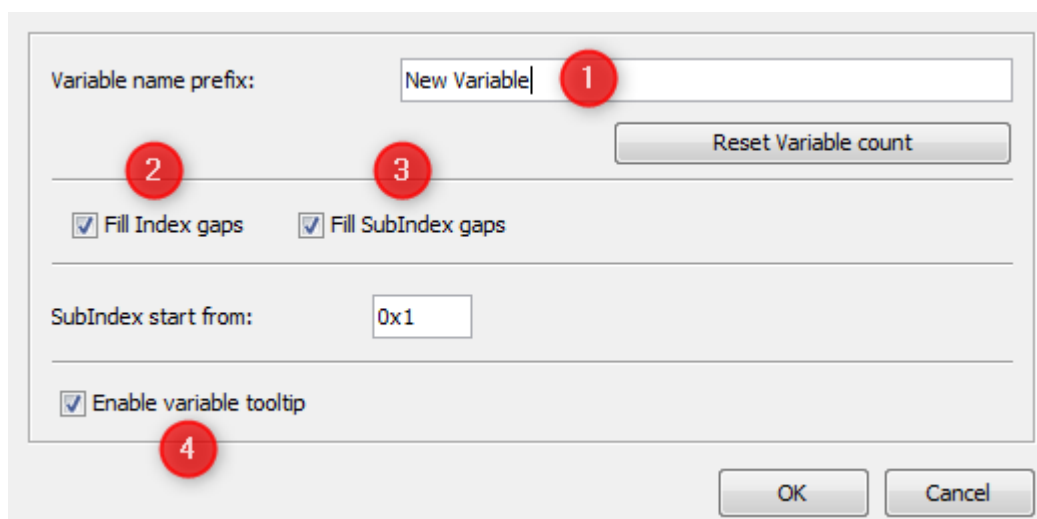 Variable name prefix: New Variable 1
Reset Variable count
2 3
Fill Index gaps Fill SubIndex gaps
SubIndex start from: 0x1
Enable variable tooltip
4
OK Cancel